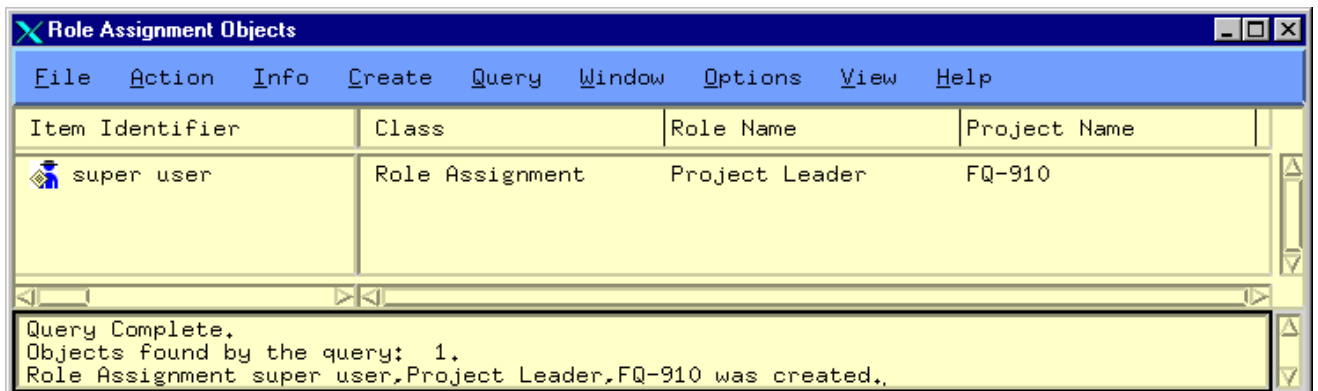 Role Assignment Objects
File Action Info Create Query Window Options View Help
Item Identifier Class Role Name Project Name
super user Role Assignment Project Leader FQ-910
Query Complete.
Objects found by the query: 1.
Role Assignment super user,Project Leader,FQ-910 was created.